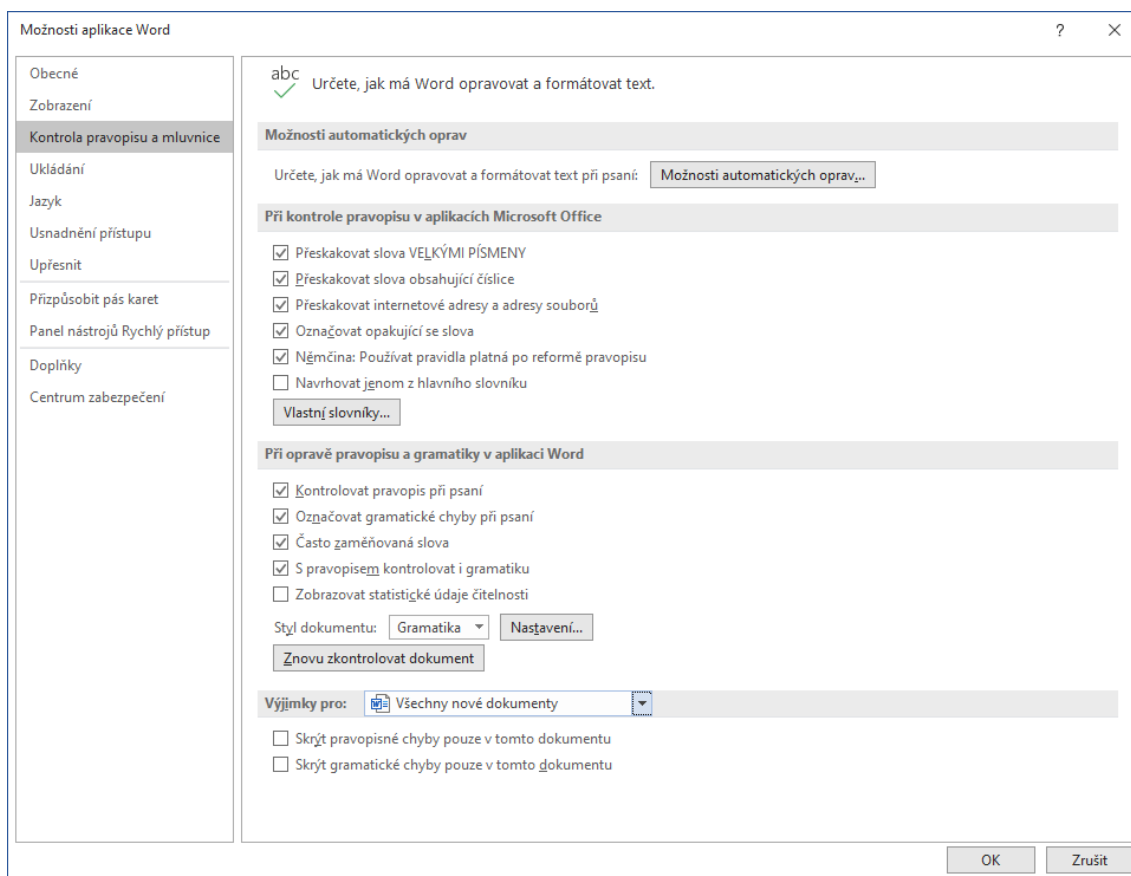 Možnosti aplikace Word
?
Obecné
Zobrazení
Kontrola pravopisu a mluvnice
Ukládání
Jazyk
Usnadnění přístupu
Upřesnit
Přizpůsobit pás karet
Panel nástrojů Rychlý přístup
Doplňky
Centrum zabezpečení
abc
Určete, jak má Word opravovat a formátovat text.
Možnosti automatických oprav
Určete, jak má Word opravovat a formátovat text při psaní: Možnosti automatických oprav...
Při kontrole pravopisu v aplikacích Microsoft Office
Přeskakovat slova VELKÝMI PÍSMENY
Přeskakovat slova obsahující číslice
Přeskakovat internetové adresy a adresy souborů
Označovat opakující se slova
Němčina: Používat pravidla platná po reformě pravopisu
Navrhovat jenom z hlavního slovníku
Vlastní slovníky...
Při opravě pravopisu a gramatiky v aplikaci Word
Kontrolovat pravopis při psaní
Označovat gramatické chyby při psaní
Často zaměňovaná slova
S pravopisem kontrolovat i gramatiku
Zobrazovat statistické údaje čitelnosti
Styl dokumentu: Gramatika Nastavení...
Znovu zkontrolovat dokument
Výjimky pro: Všechny nové dokumenty
Skrýt pravopisné chyby pouze v tomto dokumentu
Skrýt gramatické chyby pouze v tomto dokumentu
OK Zrušit